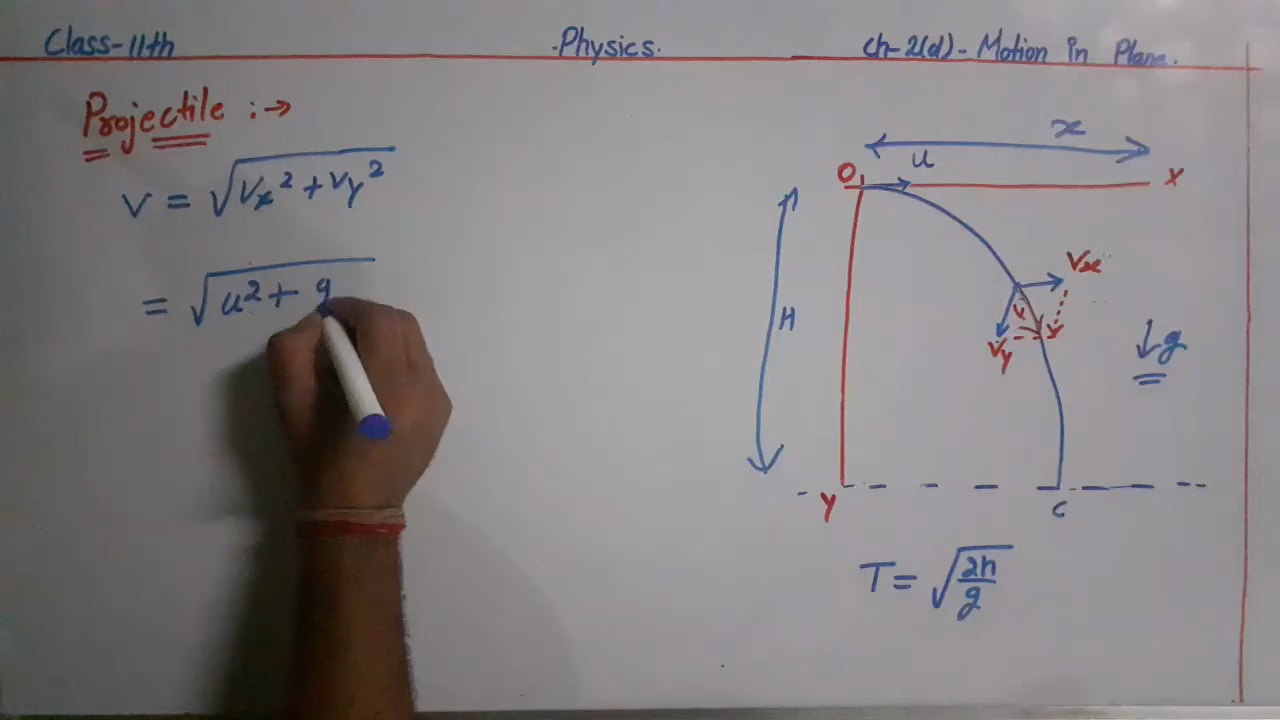 Class-11th Physics. Ch-2(d)- Motion in Plane.
Projectile :→
v = √(Vx² + Vy²)
= √(u² + g
x
u
O X
H
Vx
v
Vy
↓g
Y C
T = √(2h/g)